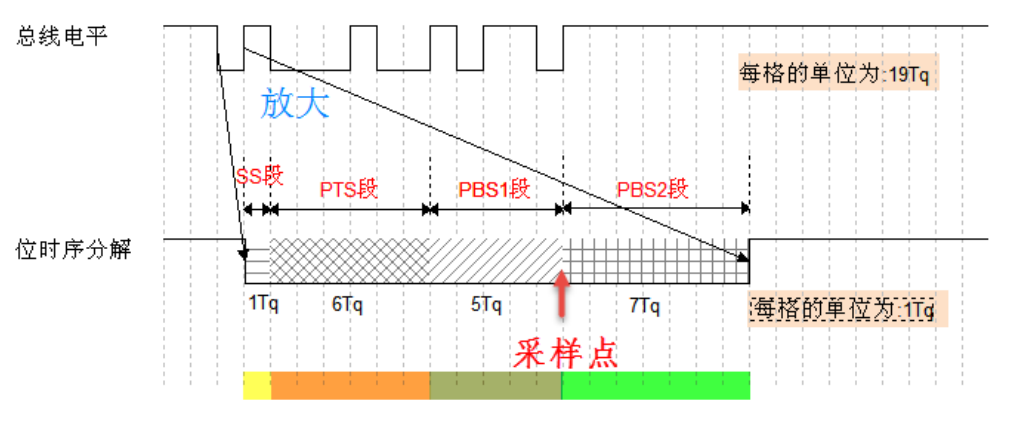 总线电平
每格的单位为:19Tq
放大
SS段
PTS段
PBS1段
PBS2段
位时序分解
1Tq
6Tq
5Tq
7Tq
每格的单位为:1Tq
采样点